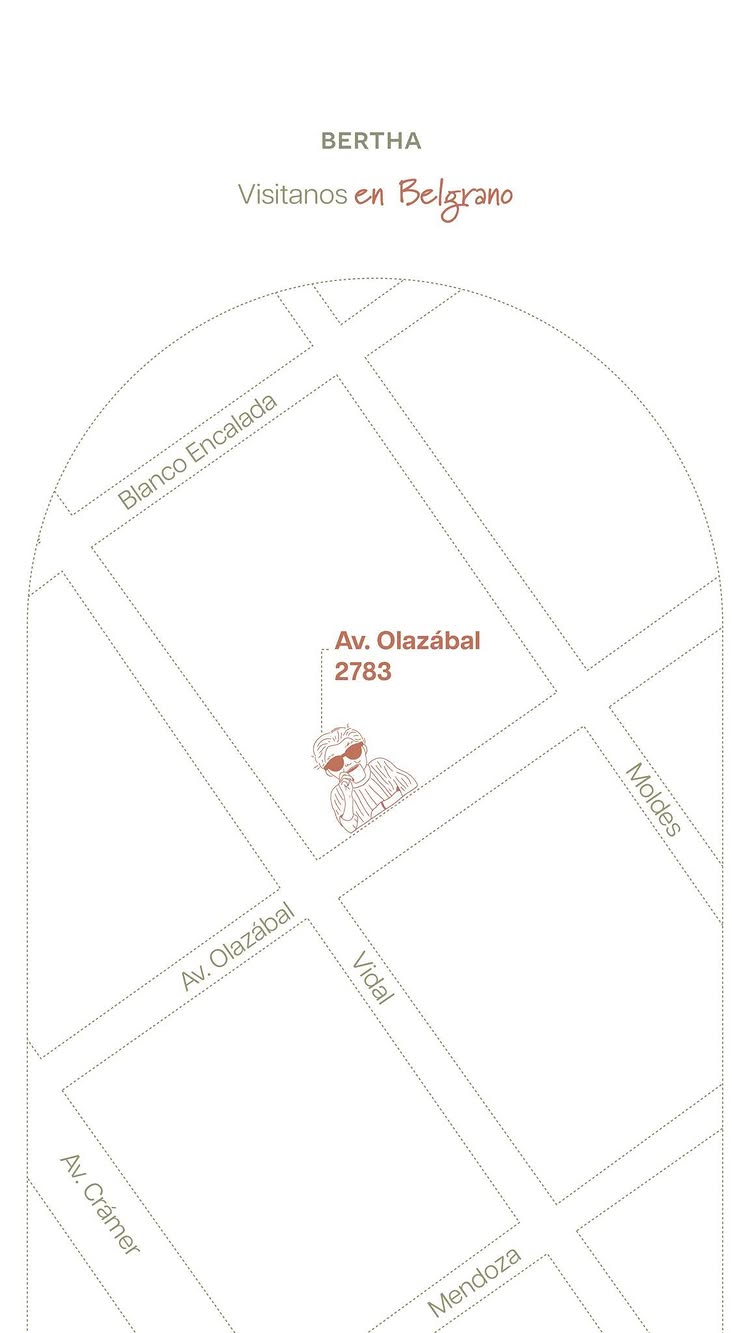 BERTHA
Visitanos en Belgrano
Blanco Encalada
Av. Olazábal
2783
Moldes
Av. Olazábal
Vidal
Av. Crámer
Mendoza